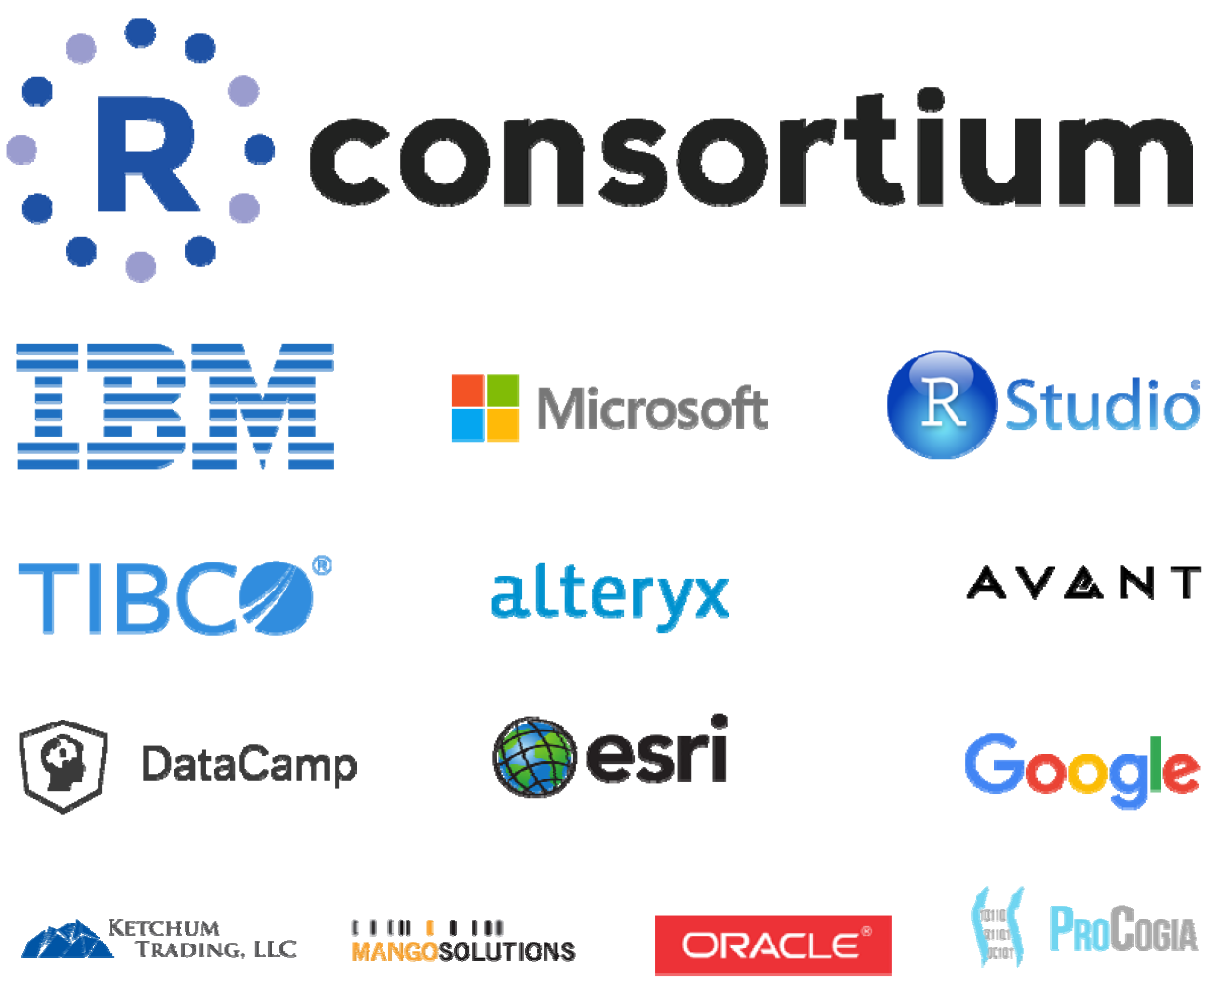 R consortium
IBM
Microsoft
R Studio®
TIBCO®
alteryx
AVANT
DataCamp
esri
Google
KETCHUM
TRADING, LLC
MANGOSOLUTIONS
ORACLE®
PROCOGIA